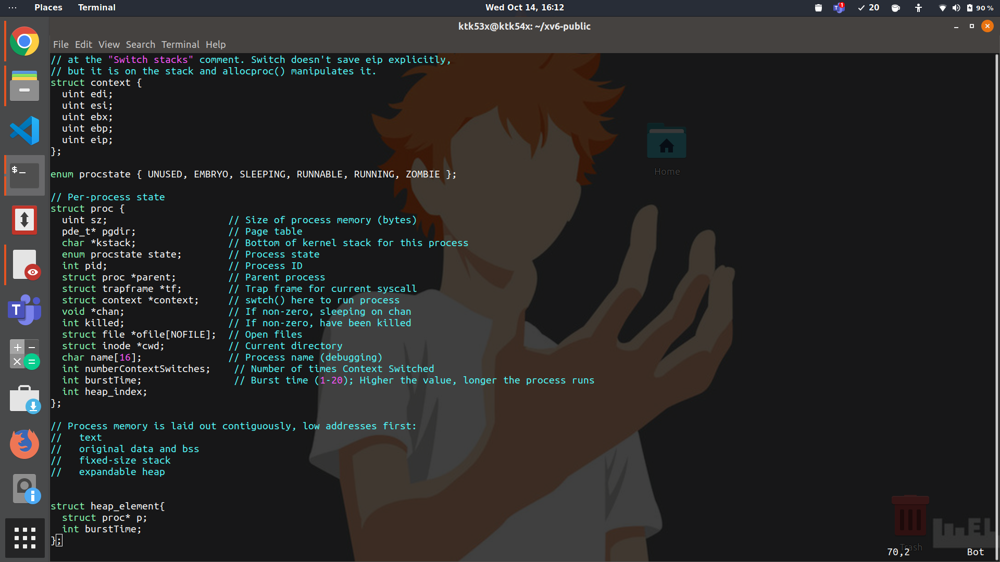 Places Terminal Wed Oct 14, 16:12 1 20 90 %
ktk53x@ktk54x: ~/xv6-public
File Edit View Search Terminal Help
// at the "Switch stacks" comment. Switch doesn't save eip explicitly,
// but it is on the stack and allocproc() manipulates it.
struct context {
  uint edi;
  uint esi;
  uint ebx;
  uint ebp;
  uint eip;
};
enum procstate { UNUSED, EMBRYO, SLEEPING, RUNNABLE, RUNNING, ZOMBIE };
// Per-process state
struct proc {
  uint sz;                     // Size of process memory (bytes)
  pde_t* pgdir;                // Page table
  char *kstack;                // Bottom of kernel stack for this process
  enum procstate state;        // Process state
  int pid;                     // Process ID
  struct proc *parent;         // Parent process
  struct trapframe *tf;        // Trap frame for current syscall
  struct context *context;     // swtch() here to run process
  void *chan;                  // If non-zero, sleeping on chan
  int killed;                  // If non-zero, have been killed
  struct file *ofile[NOFILE];  // Open files
  struct inode *cwd;           // Current directory
  char name[16];               // Process name (debugging)
  int numberContextSwitches;    // Number of times Context Switched
  int burstTime;                // Burst time (1-20); Higher the value, longer the process runs
  int heap_index;
};
// Process memory is laid out contiguously, low addresses first:
//   text
//   original data and bss
//   fixed-size stack
//   expandable heap
struct heap_element{
  struct proc* p;
  int burstTime;
};
70,2 Bot
Home
Trash
$_
T